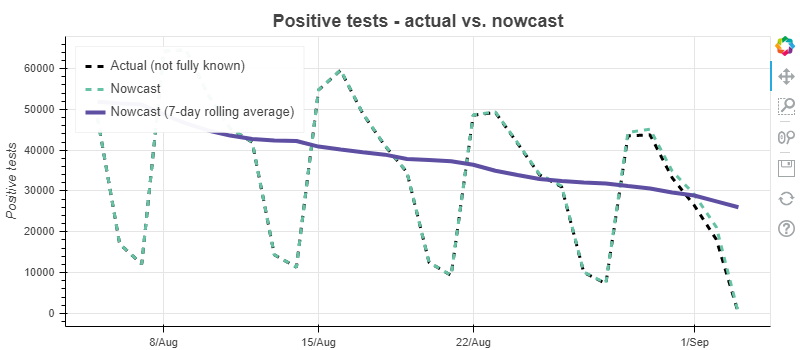 Positive tests - actual vs. nowcast
Actual (not fully known)
Nowcast
Nowcast (7-day rolling average)
Positive tests
60000
50000
40000
30000
20000
10000
0
8/Aug
15/Aug
22/Aug
1/Sep